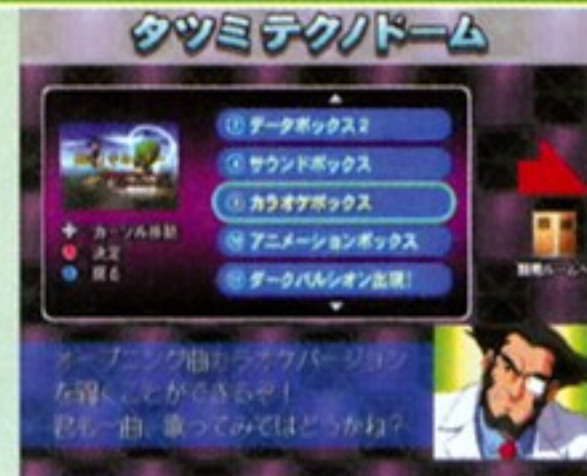 タツミテクノドーム
データボックス2
サウンドボックス
カラオケボックス
アニメーションボックス
ダークバルシオン出現!
カーソル移動
決定
戻る
オープニング曲カラオケバージョン
を聞くことができるぞ!
君も一曲、歌ってみてはどうかね?